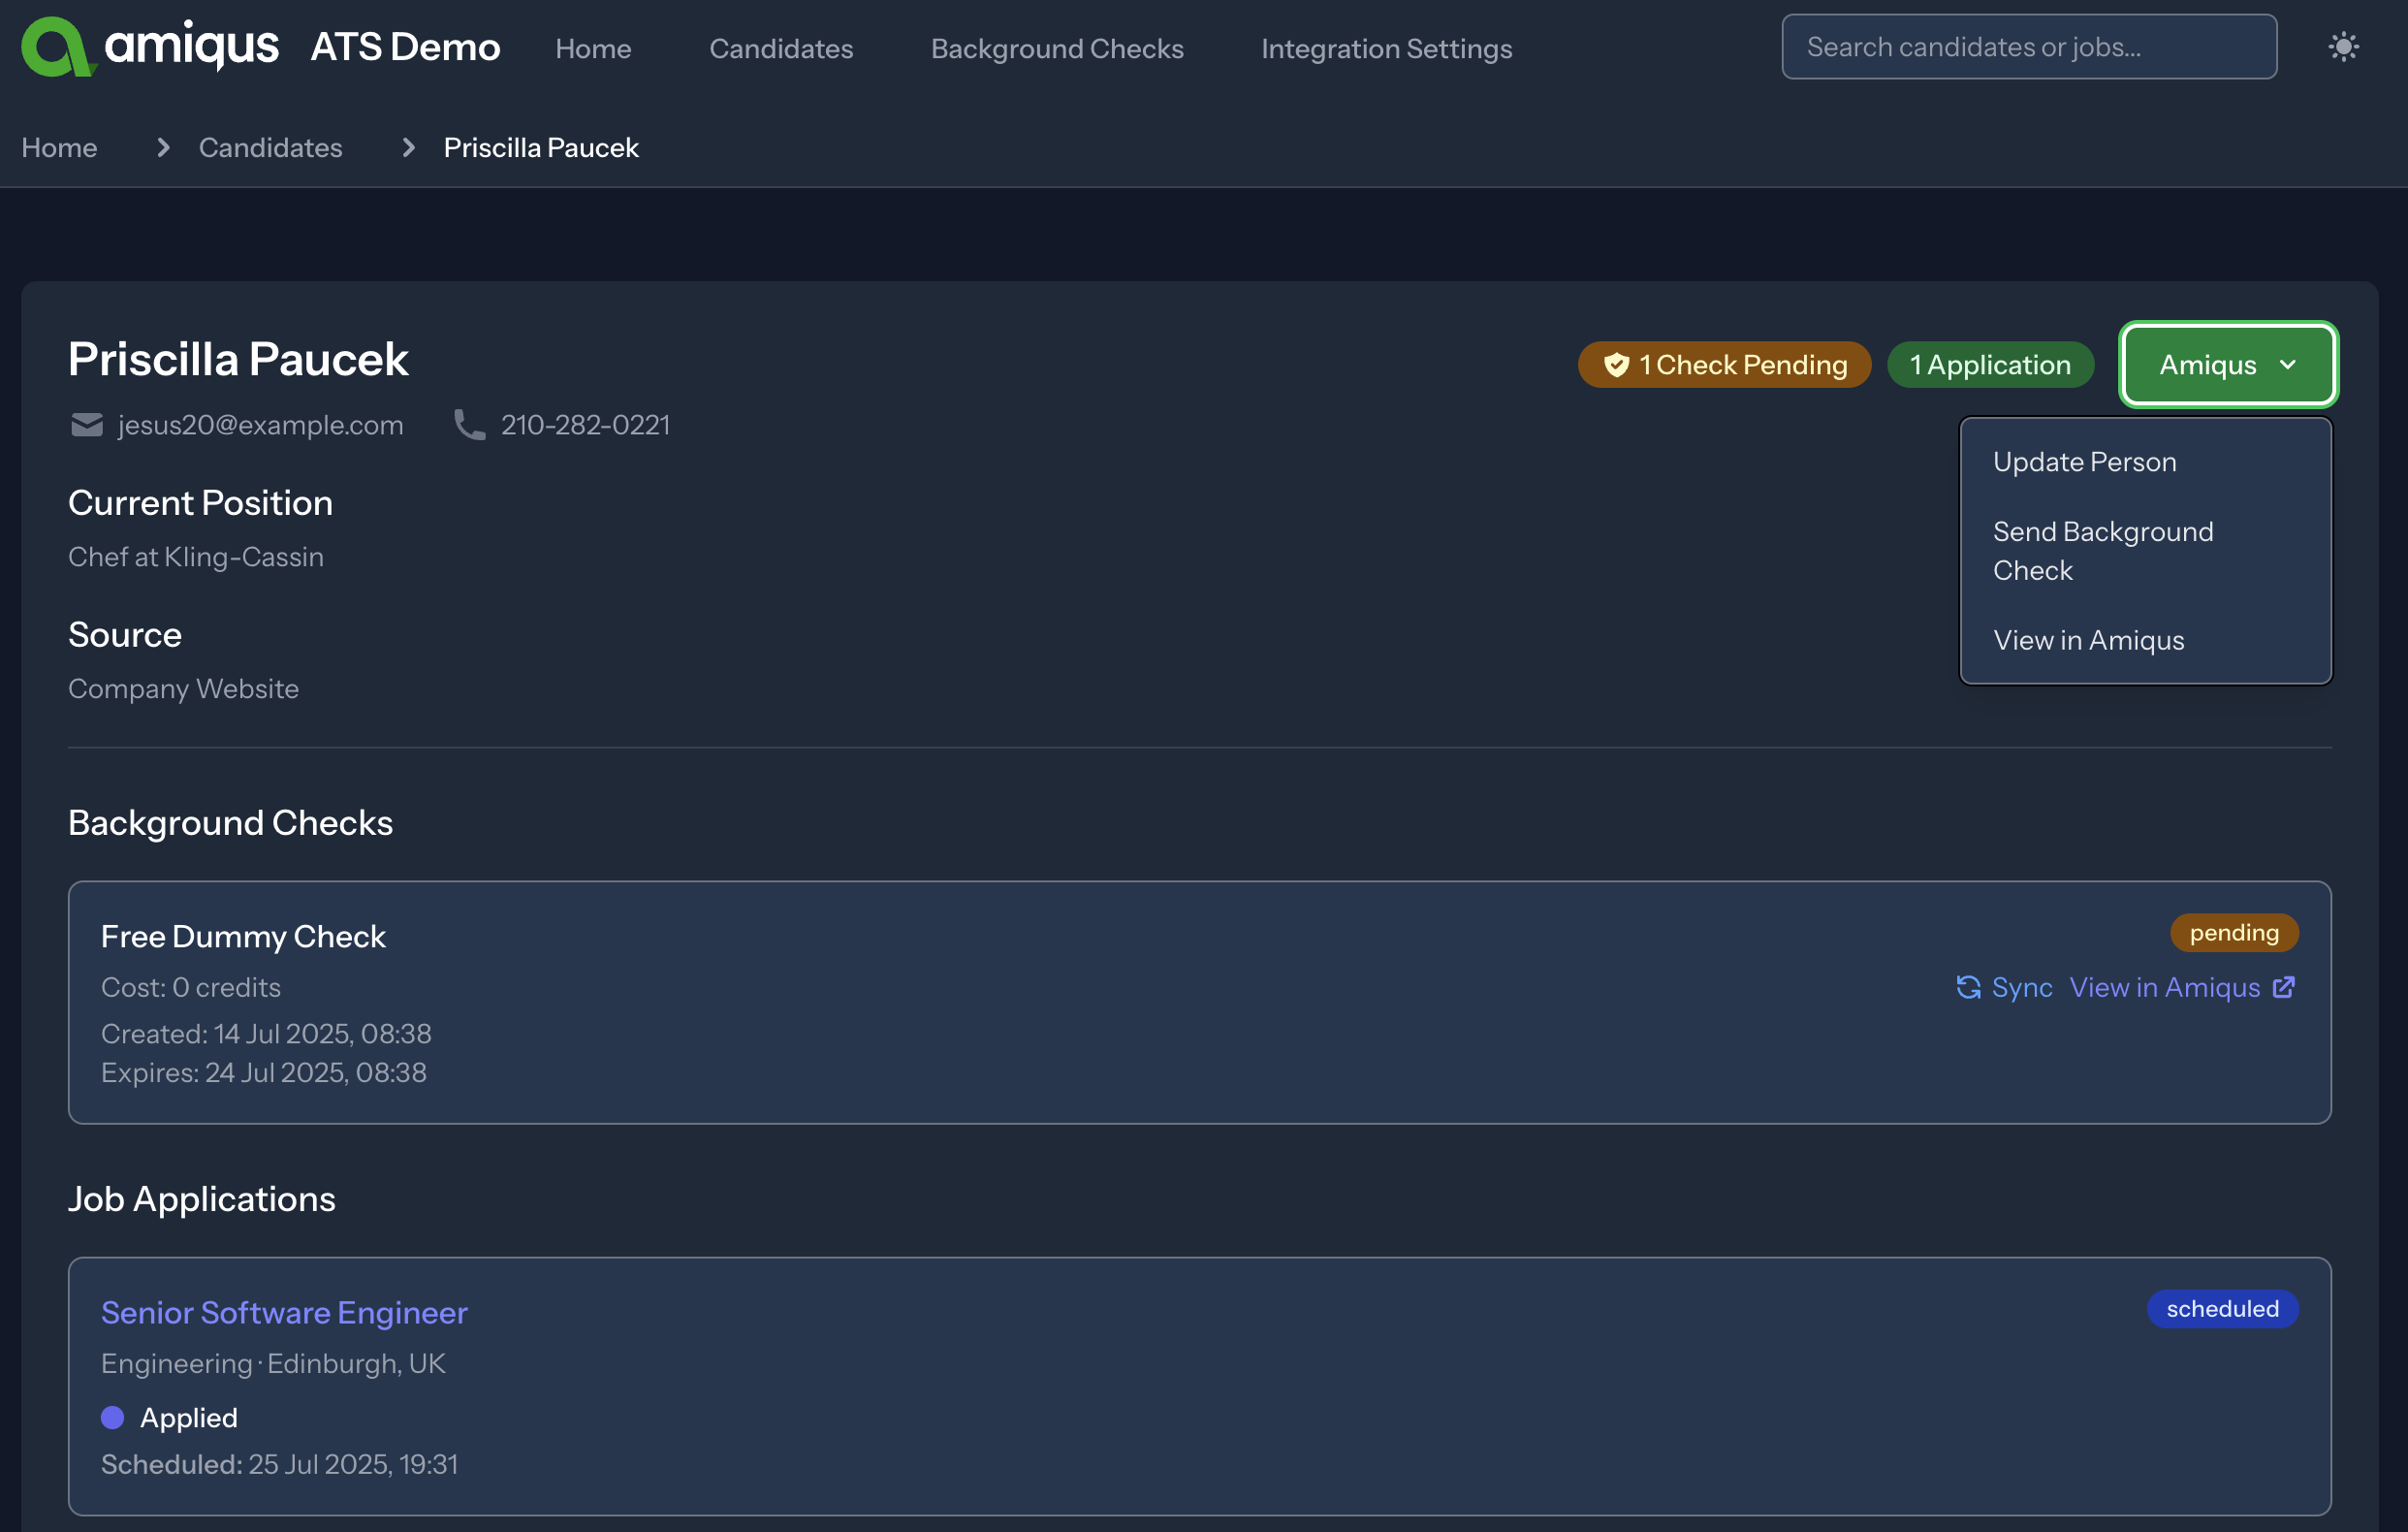 amiqus ATS Demo Home Candidates Background Checks Integration Settings Search candidates or jobs...
Home Candidates Priscilla Paucek
Priscilla Paucek
1 Check Pending 1 Application Amiqus
jesus20@example.com 210-282-0221
Update Person
Send Background
Check
View in Amiqus
Current Position
Chef at Kling-Cassin
Source
Company Website
Background Checks
Free Dummy Check
pending
Cost: 0 credits
Sync View in Amiqus
Created: 14 Jul 2025, 08:38
Expires: 24 Jul 2025, 08:38
Job Applications
Senior Software Engineer
scheduled
Engineering · Edinburgh, UK
Applied
Scheduled: 25 Jul 2025, 19:31